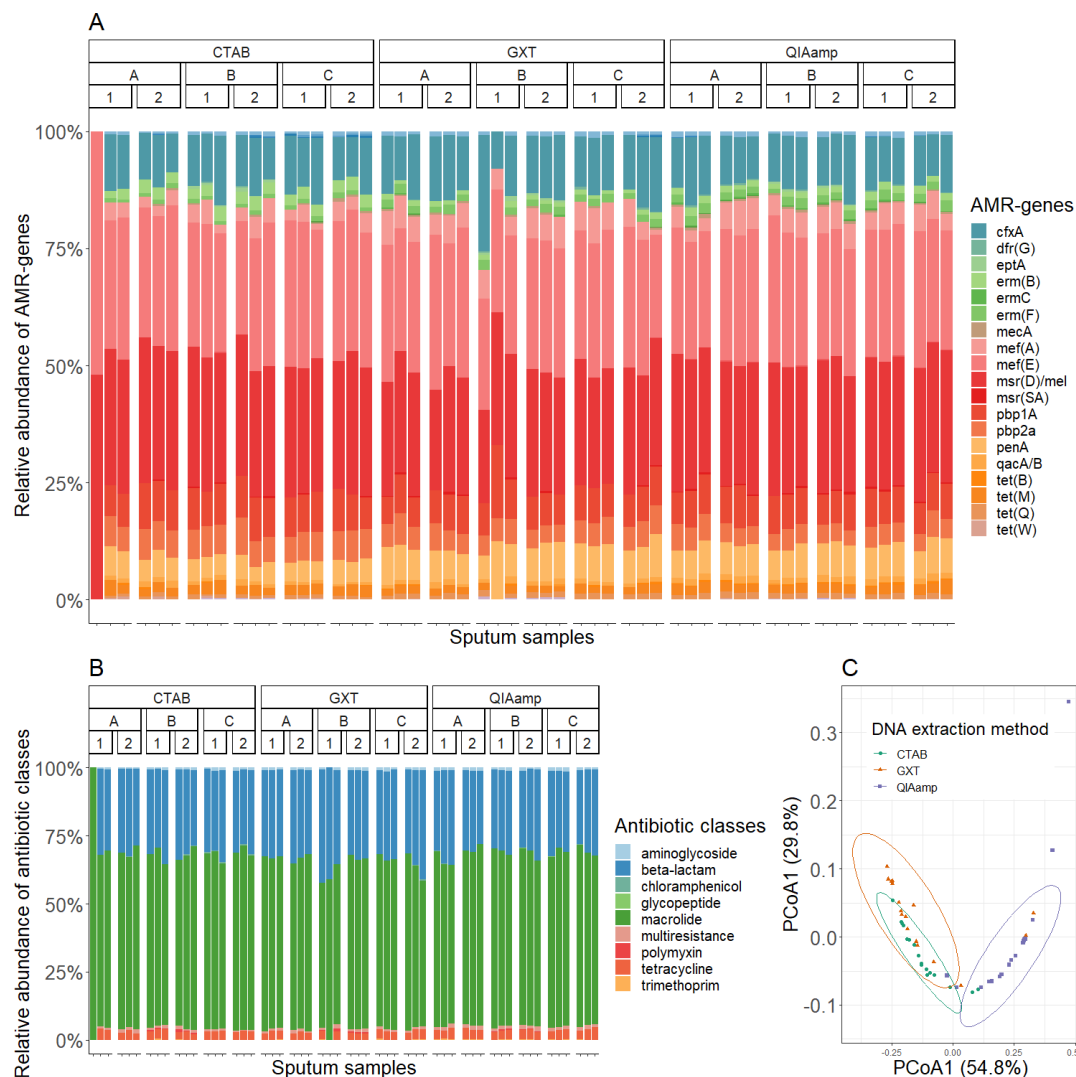 A
CTAB GXT QIAamp
A B C A B C A B C
1 2 1 2 1 2 1 2 1 2 1 2 1 2 1 2 1 2
Relative abundance of AMR-genes
100%
75%
50%
25%
0%
Sputum samples
AMR-genes
cfxA
dfr(G)
eptA
erm(B)
ermC
erm(F)
mecA
mef(A)
mef(E)
msr(D)/mel
msr(SA)
pbp1A
pbp2a
penA
qacA/B
tet(B)
tet(M)
tet(Q)
tet(W)
B
CTAB GXT QIAamp
A B C A B C A B C
1 2 1 2 1 2 1 2 1 2 1 2 1 2 1 2 1 2
Relative abundance of antibiotic classes
100%
75%
50%
25%
0%
Sputum samples
Antibiotic classes
aminoglycoside
beta-lactam
chloramphenicol
glycopeptide
macrolide
multiresistance
polymyxin
tetracycline
trimethoprim
C
DNA extraction method
CTAB
GXT
QIAamp
PCoA1 (29.8%)
0.3
0.2
0.1
0.0
-0.1
-0.25 0.00 0.25 0.5
PCoA1 (54.8%)